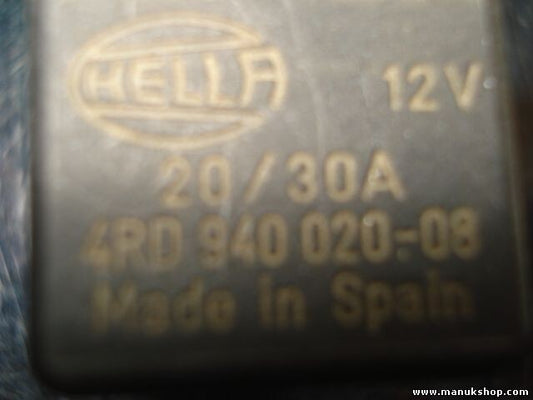 HELLA 12V
20/30A
4RD 940 020-08
Made in Spain
www.manukshop.com